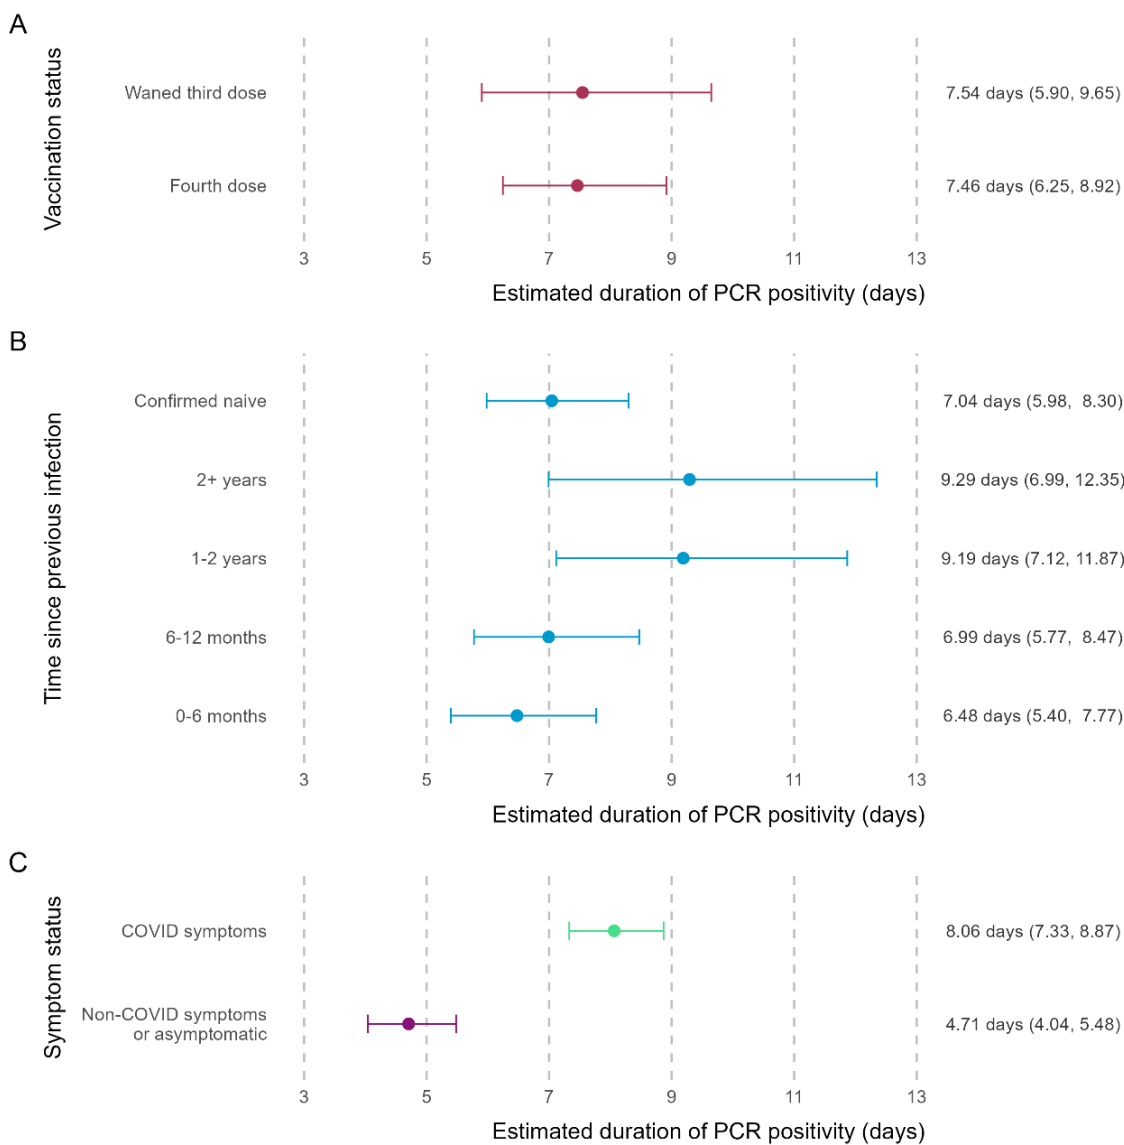 A
Vaccination status
Waned third dose
7.54 days (5.90, 9.65)
Fourth dose
7.46 days (6.25, 8.92)
3 5 7 9 11 13
Estimated duration of PCR positivity (days)
B
Time since previous infection
Confirmed naive
7.04 days (5.98, 8.30)
2+ years
9.29 days (6.99, 12.35)
1-2 years
9.19 days (7.12, 11.87)
6-12 months
6.99 days (5.77, 8.47)
0-6 months
6.48 days (5.40, 7.77)
3 5 7 9 11 13
Estimated duration of PCR positivity (days)
C
Symptom status
COVID symptoms
8.06 days (7.33, 8.87)
Non-COVID symptoms
or asymptomatic
4.71 days (4.04, 5.48)
3 5 7 9 11 13
Estimated duration of PCR positivity (days)